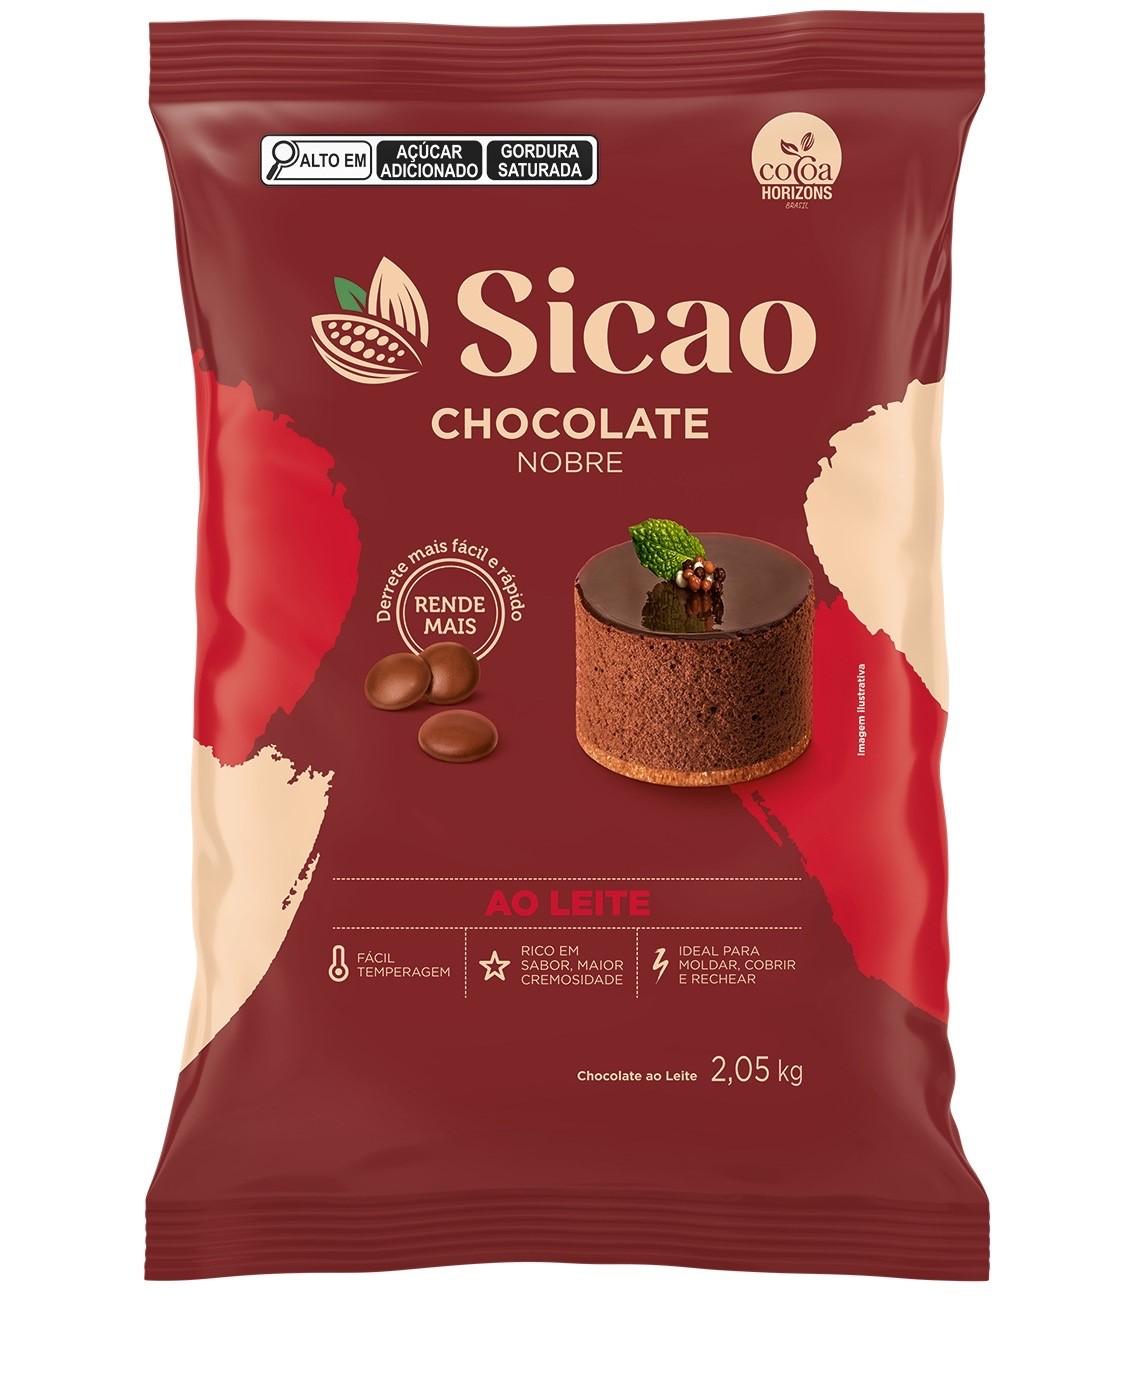 ALTO EM
AÇÚCAR
ADICIONADO
GORDURA
SATURADA
cocoa
HORIZONS
BRASIL
Sicao
CHOCOLATE
NOBRE
Derrete mais fácil e rápido
RENDE
MAIS
Imagem ilustrativa
AO LEITE
FÁCIL
TEMPERAGEM
RICO EM
SABOR, MAIOR
CREMOSIDADE
IDEAL PARA
MOLDAR, COBRIR
E RECHEAR
Chocolate ao Leite 2,05 kg